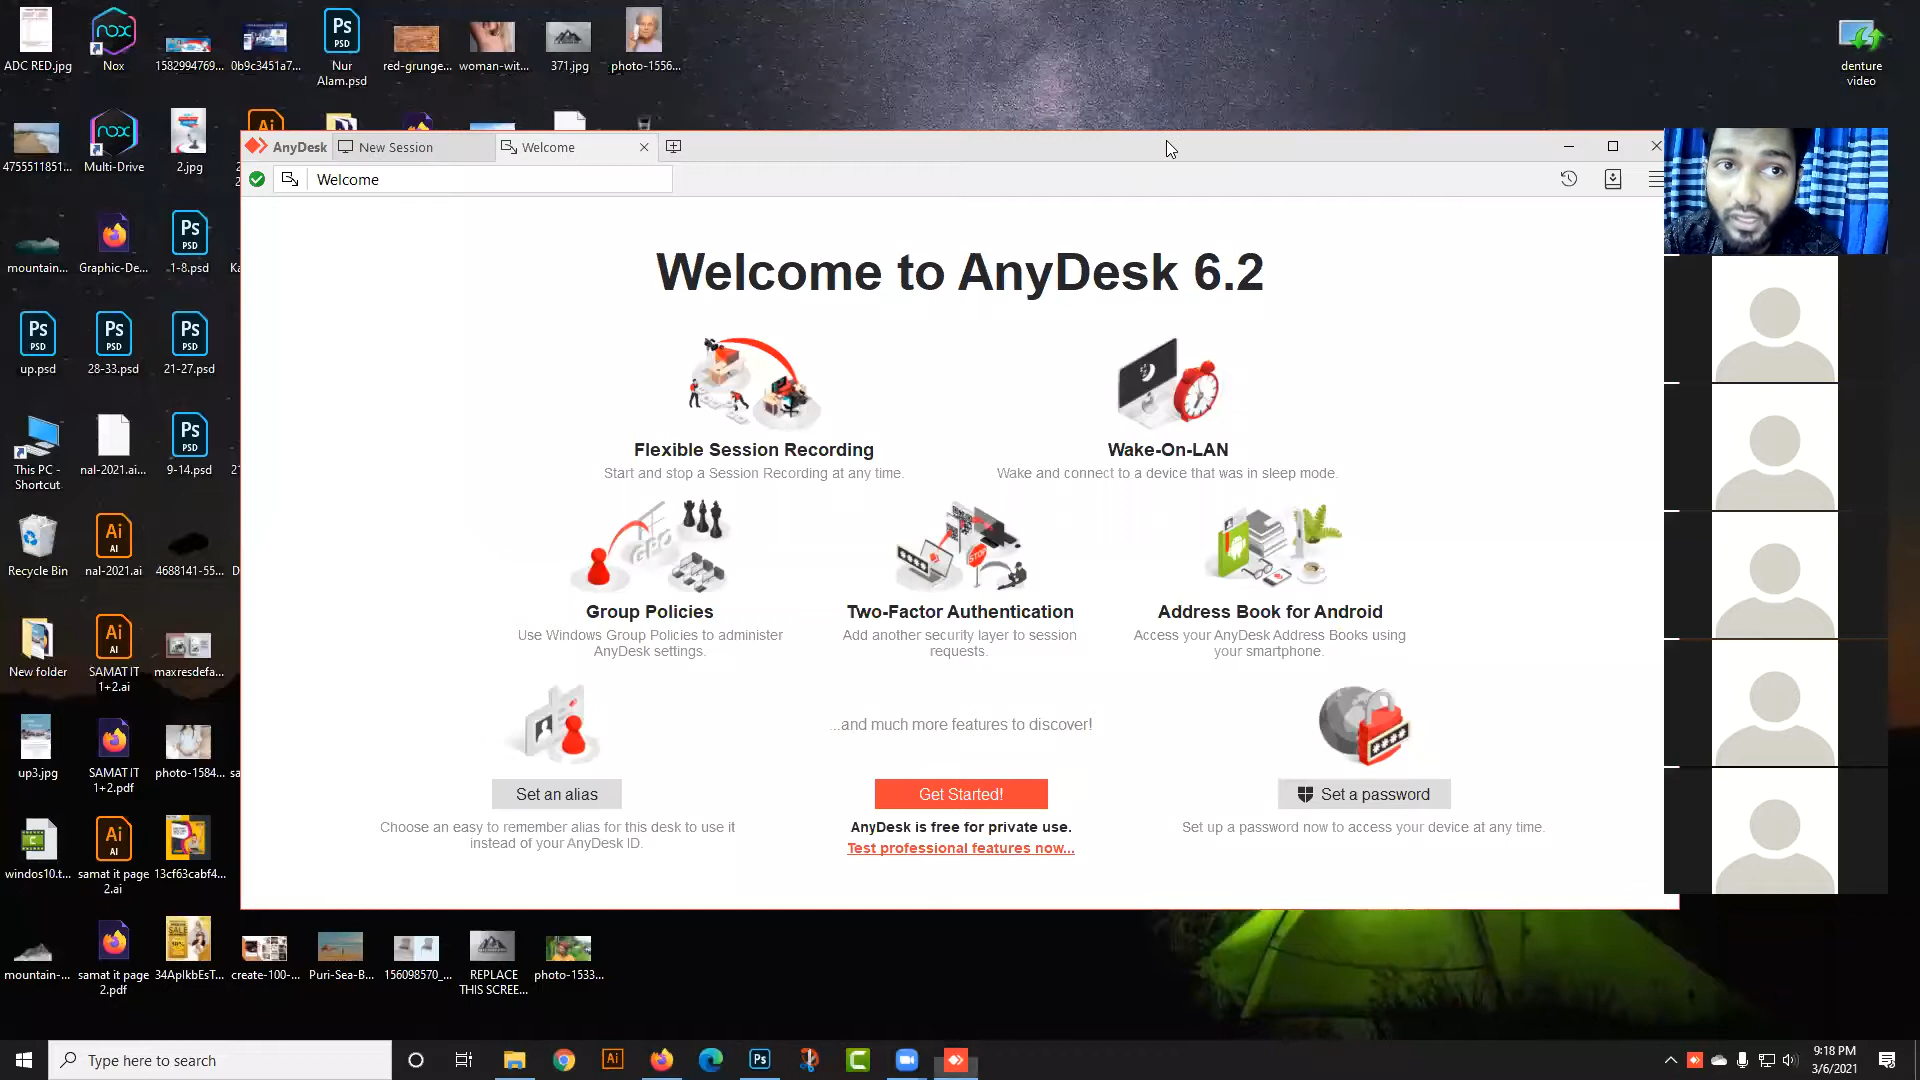 ADC RED.jpg
Nox
1582994769...
0b9c3451a7...
Nur
Alam.psd
red-grunge...
woman-wit...
371.jpg
photo-1556...
denture
video
4755511851...
Multi-Drive
2.jpg
mountain...
Graphic-De...
1-8.psd
up.psd
28-33.psd
21-27.psd
This PC -
Shortcut
nal-2021.ai...
9-14.psd
Recycle Bin
nal-2021.ai
4688141-55...
New folder
SAMAT IT
1+2.ai
maxresdefa...
up3.jpg
SAMAT IT
1+2.pdf
photo-1584...
windos10.t...
samat it page
2.ai
13cf63cabf4...
mountain-...
samat it page
2.pdf
34AplkbEsT...
create-100-...
Puri-Sea-B...
156098570_...
REPLACE
THIS SCREE...
photo-1533...
AnyDesk
New Session
Welcome
Welcome
Welcome to AnyDesk 6.2
Flexible Session Recording
Start and stop a Session Recording at any time.
Wake-On-LAN
Wake and connect to a device that was in sleep mode.
Group Policies
Use Windows Group Policies to administer
AnyDesk settings.
Two-Factor Authentication
Add another security layer to session
requests.
Address Book for Android
Access your AnyDesk Address Books using
your smartphone.
...and much more features to discover!
Set an alias
Choose an easy to remember alias for this desk to use it
instead of your AnyDesk ID.
Get Started!
AnyDesk is free for private use.
Test professional features now...
Set a password
Set up a password now to access your device at any time.
Type here to search
9:18 PM
3/6/2021